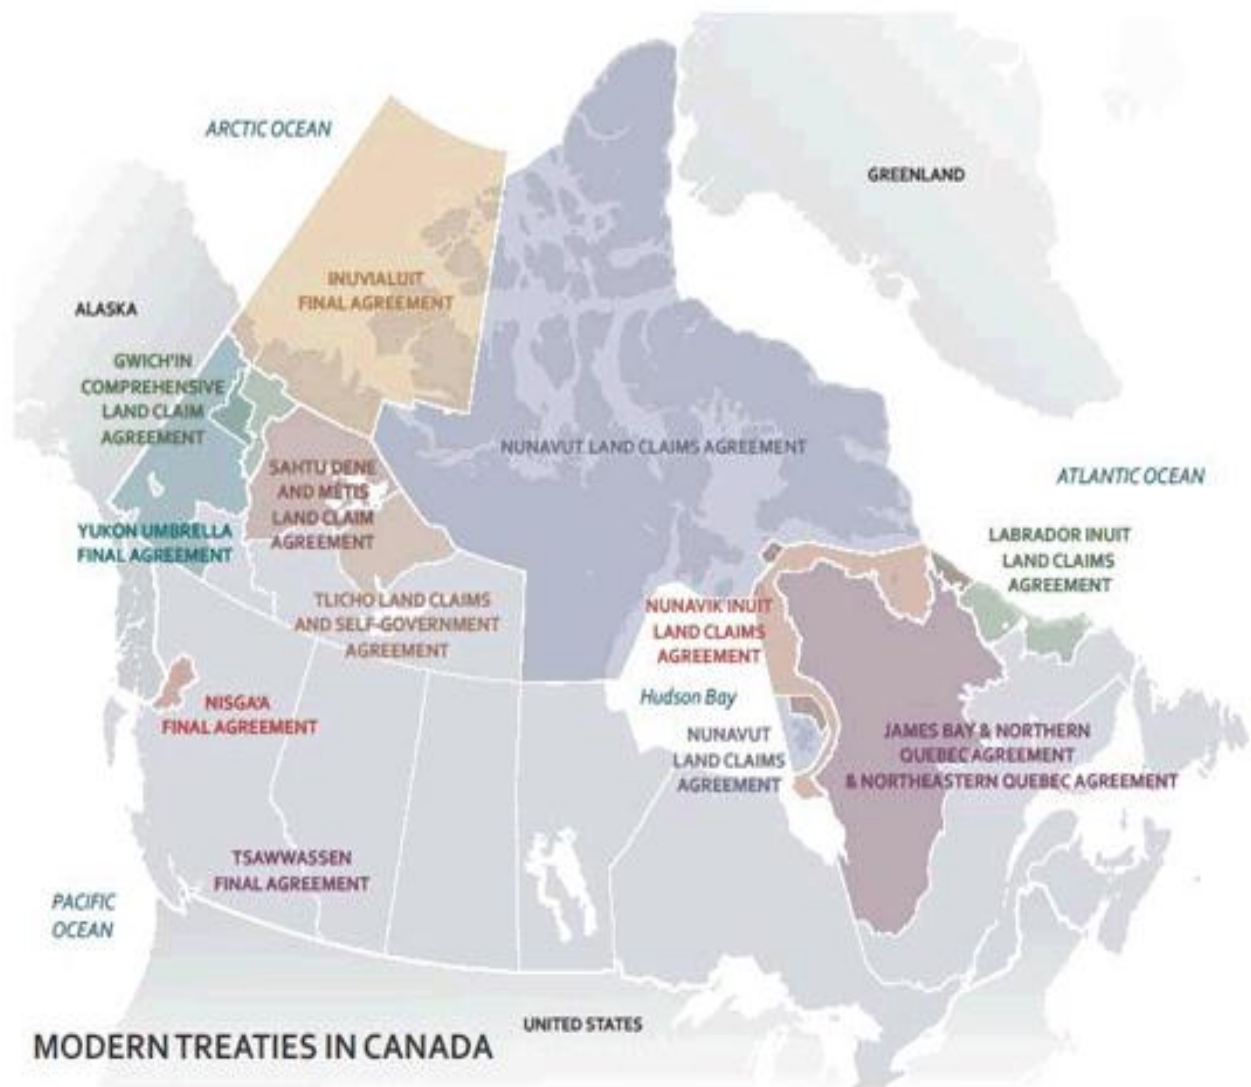 ARCTIC OCEAN
GREENLAND
INUVIALUIT
FINAL AGREEMENT
ALASKA
GWICH'IN
COMPREHENSIVE
LAND CLAIM
AGREEMENT
NUNAVUT LAND CLAIMS AGREEMENT
SAHTU DENE
AND METIS
LAND CLAIM
AGREEMENT
ATLANTIC OCEAN
YUKON UMBRELLA
FINAL AGREEMENT
LABRADOR INUIT
LAND CLAIMS
AGREEMENT
TLICHO LAND CLAIMS
AND SELF-GOVERNMENT
AGREEMENT
NUNAVIK INUIT
LAND CLAIMS
AGREEMENT
NISGA'A
FINAL AGREEMENT
Hudson Bay
NUNAVUT
LAND CLAIMS
AGREEMENT
JAMES BAY & NORTHERN
QUEBEC AGREEMENT
& NORTHEASTERN QUEBEC AGREEMENT
TSAWWASSEN
FINAL AGREEMENT
PACIFIC
OCEAN
UNITED STATES
MODERN TREATIES IN CANADA